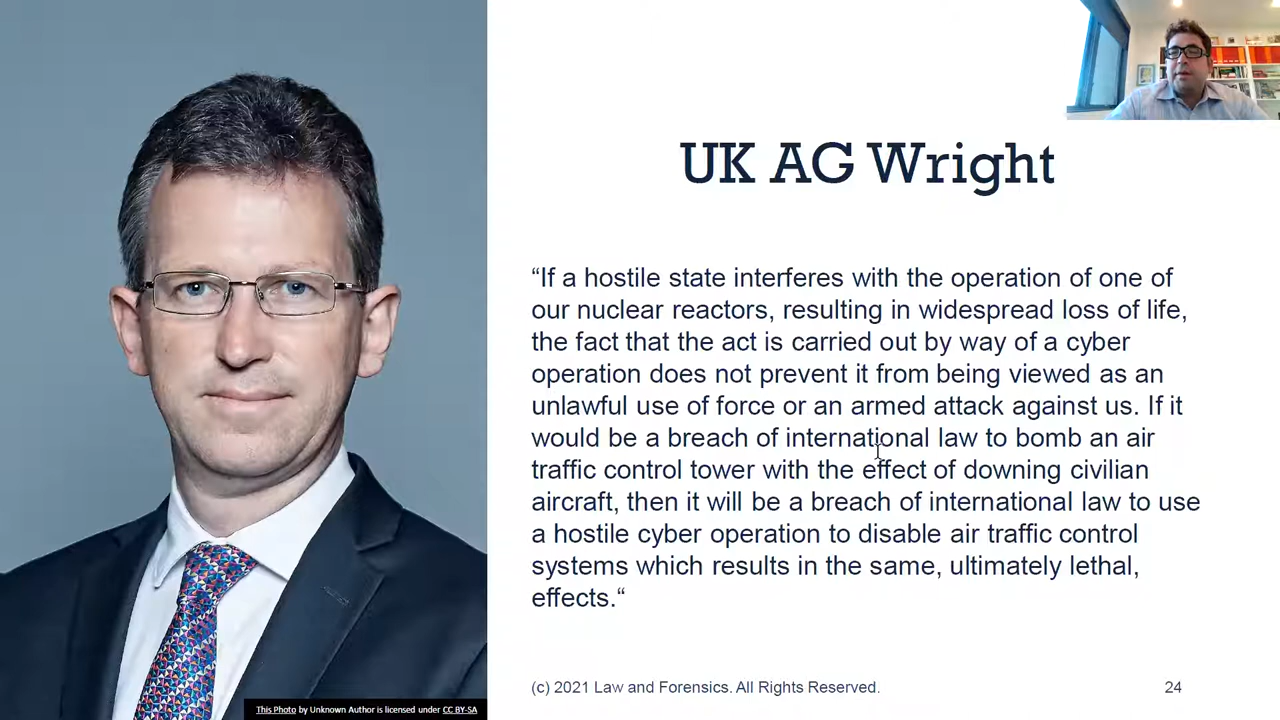 UK AG Wright
“If a hostile state interferes with the operation of one of
our nuclear reactors, resulting in widespread loss of life,
the fact that the act is carried out by way of a cyber
operation does not prevent it from being viewed as an
unlawful use of force or an armed attack against us. If it
would be a breach of international law to bomb an air
traffic control tower with the effect of downing civilian
aircraft, then it will be a breach of international law to use
a hostile cyber operation to disable air traffic control
systems which results in the same, ultimately lethal,
effects.“
(c) 2021 Law and Forensics. All Rights Reserved.
24
This Photo by Unknown Author is licensed under CC BY-SA